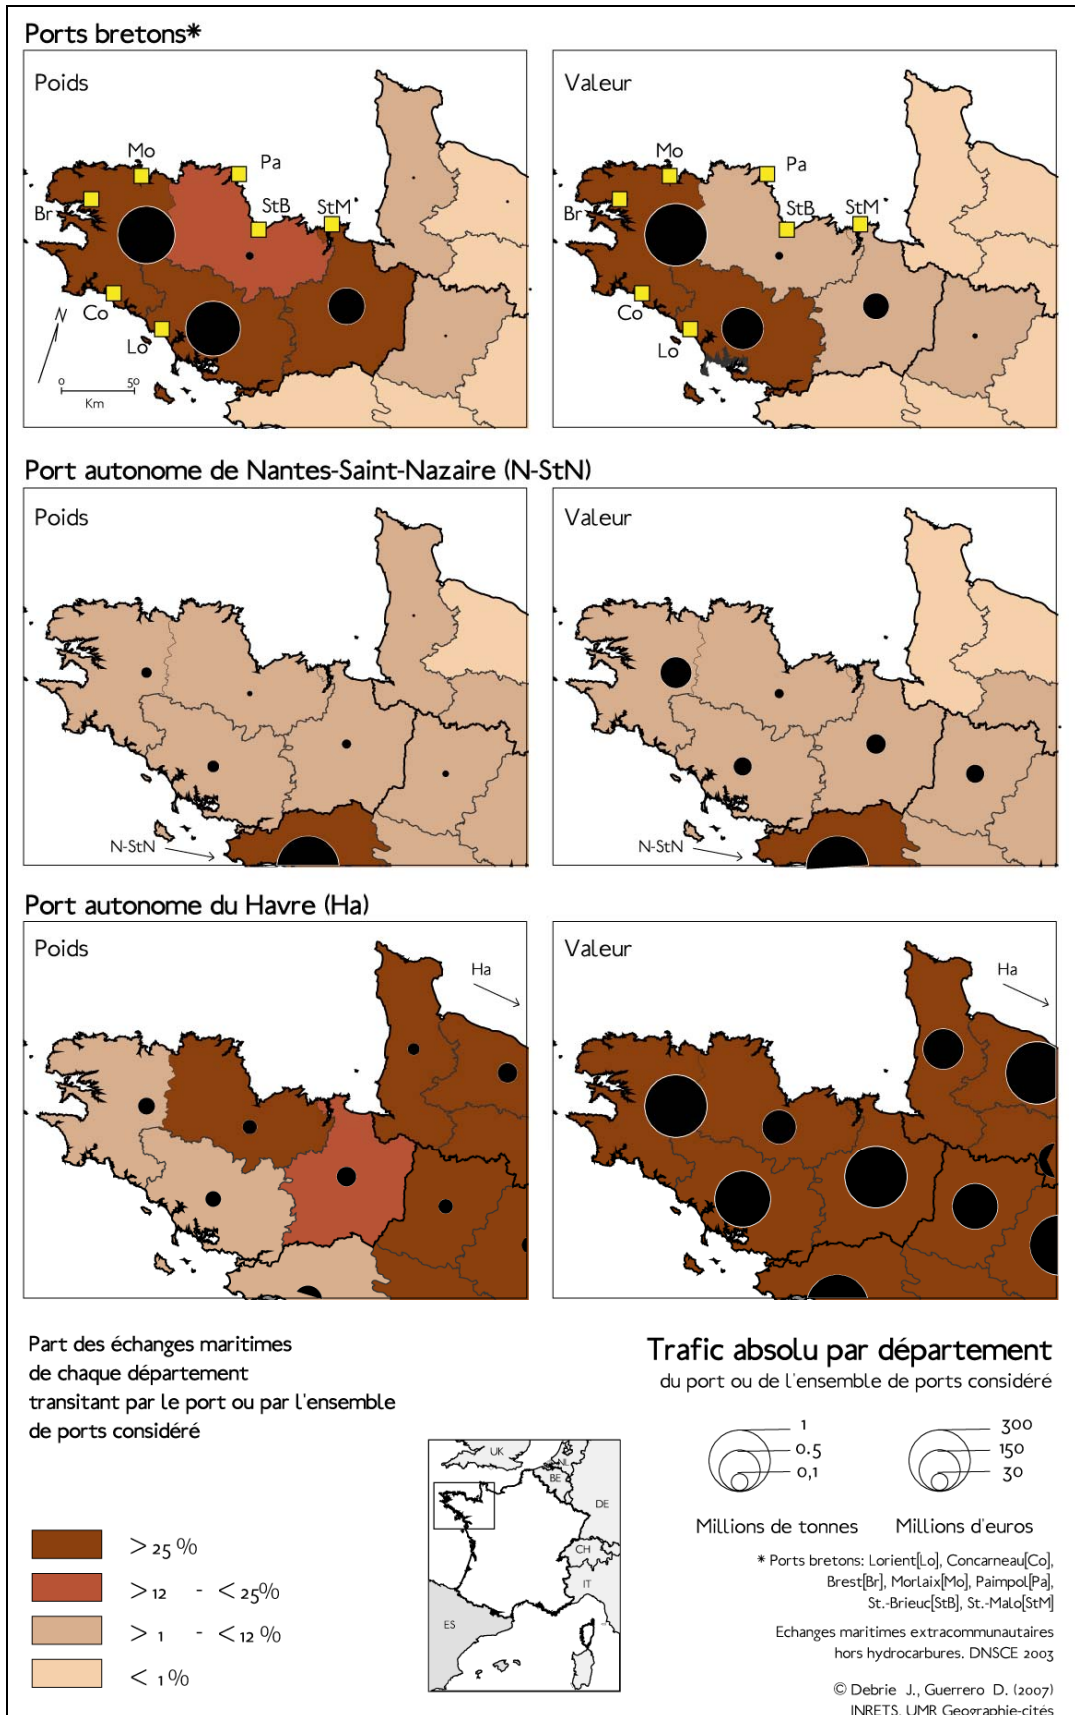 Ports bretons*
Poids
Mo
Pa
Br
StB
StM
Co
Lo
N
0 50
Km
Valeur
Mo
Pa
Br
StB
StM
Co
Lo
Port autonome de Nantes-Saint-Nazaire (N-StN)
Poids
N-StN
Valeur
N-StN
Port autonome du Havre (Ha)
Poids
Ha
Valeur
Ha
Part des échanges maritimes
de chaque département
transitant par le port ou par l'ensemble
de ports considéré
> 25 %
> 12 - < 25%
> 1 - < 12 %
< 1 %
UK
NL
BE
DE
CH
IT
ES
Trafic absolu par département
du port ou de l'ensemble de ports considéré
1
0.5
0,1
Millions de tonnes
300
150
30
Millions d'euros
* Ports bretons: Lorient[Lo], Concarneau[Co],
Brest[Br], Morlaix[Mo], Paimpol[Pa],
St.-Brieuc[StB], St.-Malo[StM]
Echanges maritimes extracommunautaires
hors hydrocarbures. DNSCE 2003
© Debrie J., Guerrero D. (2007)
INRETS, UMR Geographie-cités